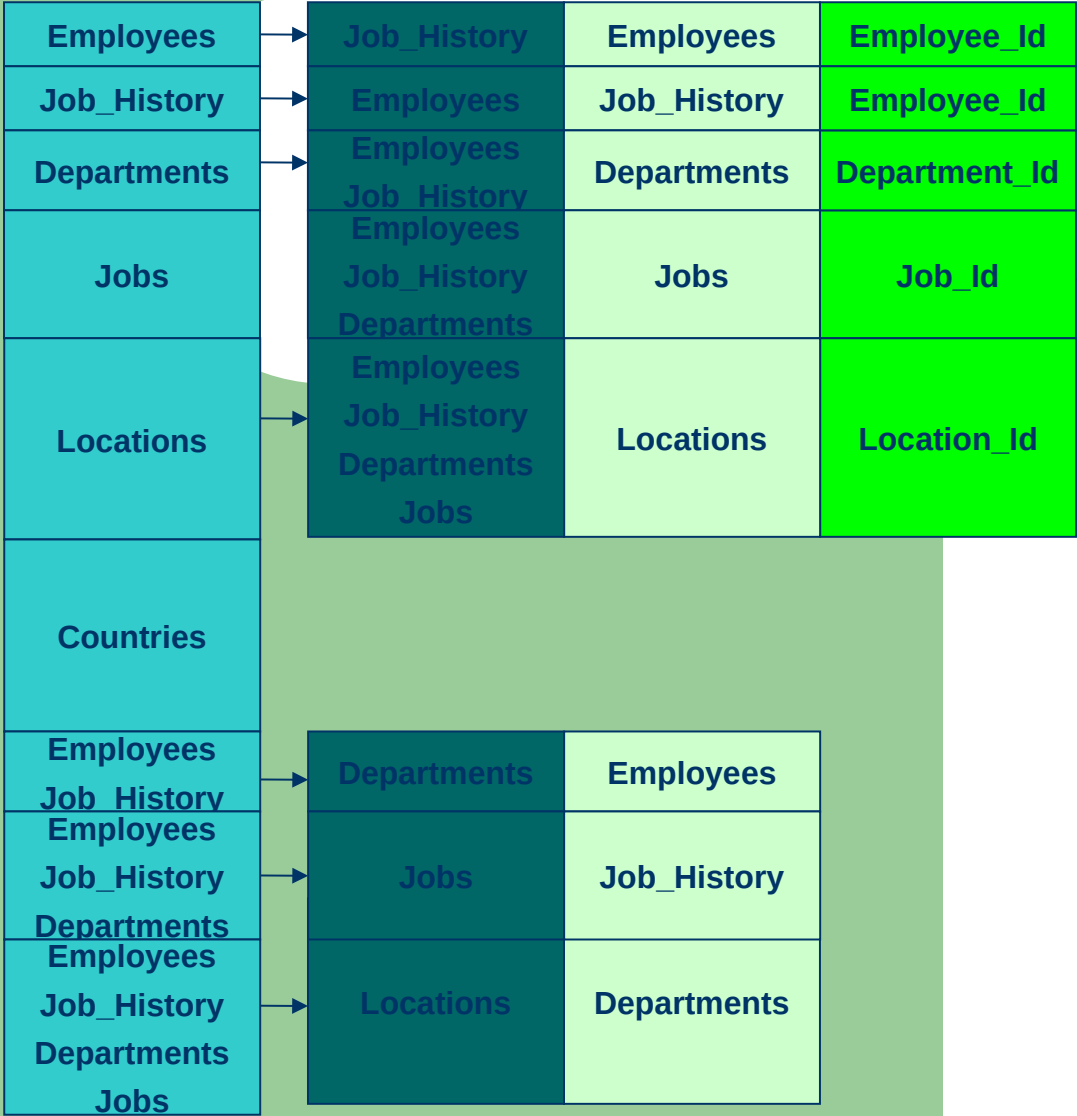 Employees Job_History Employees Employee_Id
Job_History Employees Job_History Employee_Id
Employees
Departments Departments Department_Id
Job_History
Employees
Jobs Job_History Jobs Job_Id
Departments
Employees
Job_History
Locations Locations Location_Id
Departments
Jobs
Countries
Employees
Departments Employees
Job_History
Employees
Job_History Jobs Job_History
Departments
Employees
Job_History Locations Departments
Departments
Jobs